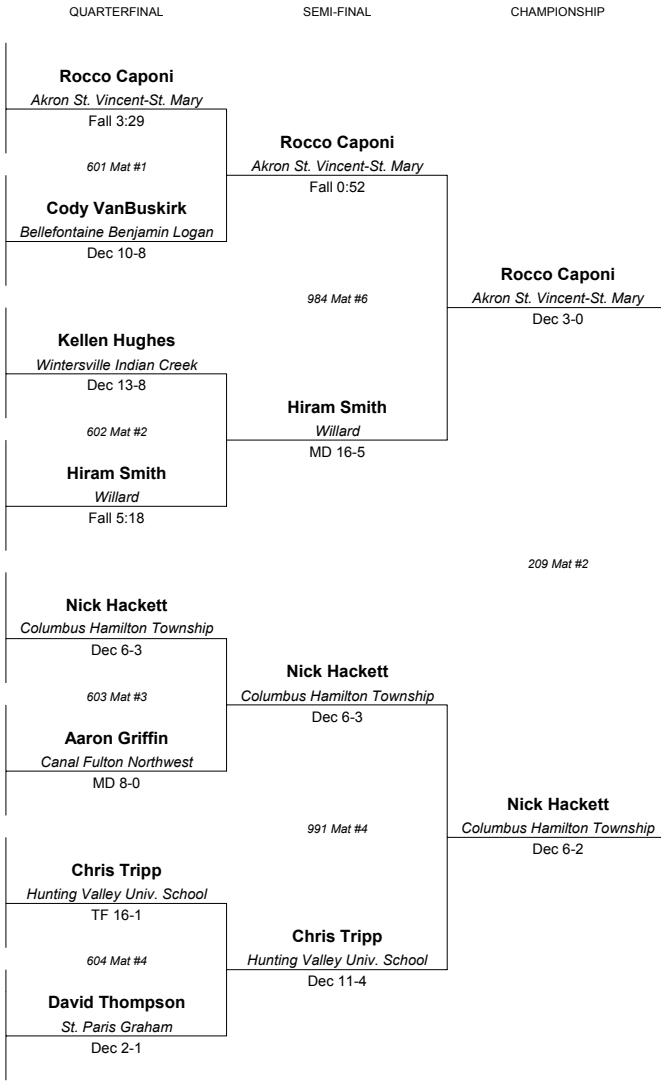 QUARTERFINAL
SEMI-FINAL
CHAMPIONSHIP
Rocco Caponi
Akron St. Vincent-St. Mary
Fall 3:29
601 Mat #1
Cody VanBuskirk
Bellefontaine Benjamin Logan
Dec 10-8
Kellen Hughes
Wintersville Indian Creek
Dec 13-8
602 Mat #2
Hiram Smith
Willard
Fall 5:18
Nick Hackett
Columbus Hamilton Township
Dec 6-3
603 Mat #3
Aaron Griffin
Canal Fulton Northwest
MD 8-0
Chris Tripp
Hunting Valley Univ. School
TF 16-1
604 Mat #4
David Thompson
St. Paris Graham
Dec 2-1
Rocco Caponi
Akron St. Vincent-St. Mary
Fall 0:52
984 Mat #6
Hiram Smith
Willard
MD 16-5
Nick Hackett
Columbus Hamilton Township
Dec 6-3
991 Mat #4
Chris Tripp
Hunting Valley Univ. School
Dec 11-4
Rocco Caponi
Akron St. Vincent-St. Mary
Dec 3-0
209 Mat #2
Nick Hackett
Columbus Hamilton Township
Dec 6-2